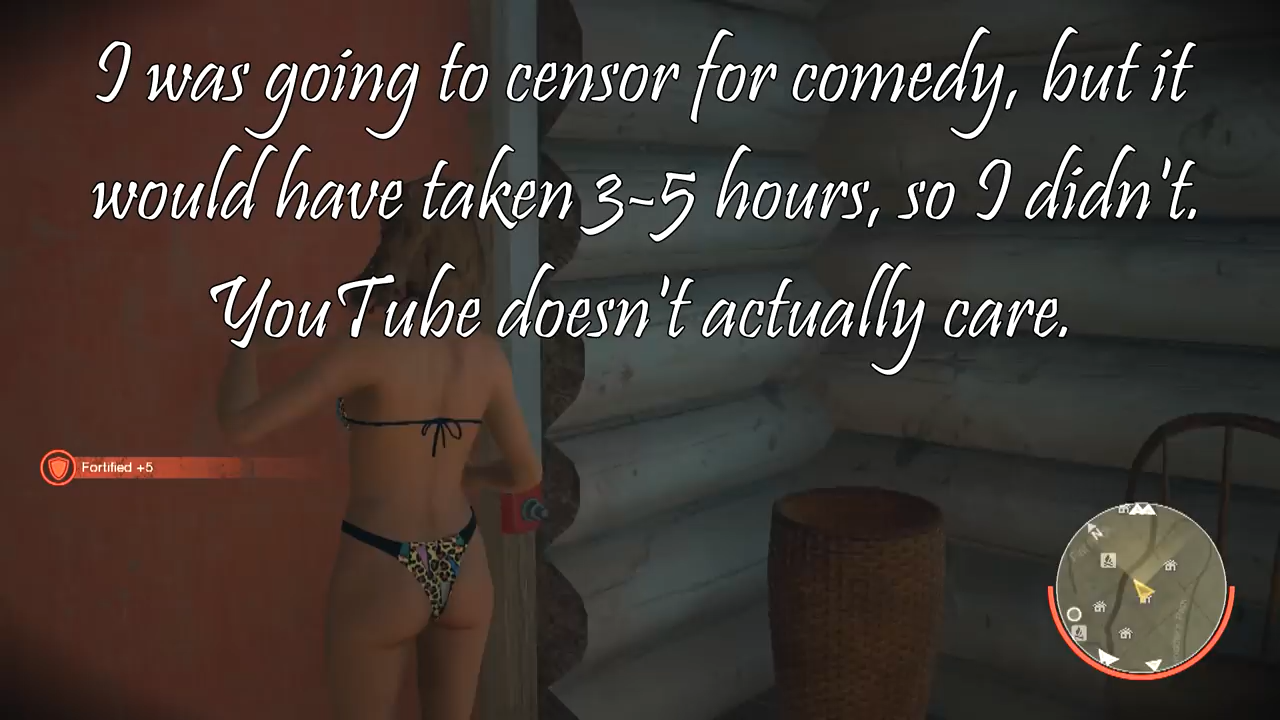 I was going to censor for comedy, but it
would have taken 3-5 hours, so I didn't.
YouTube doesn't actually care.
Fortified +5
N